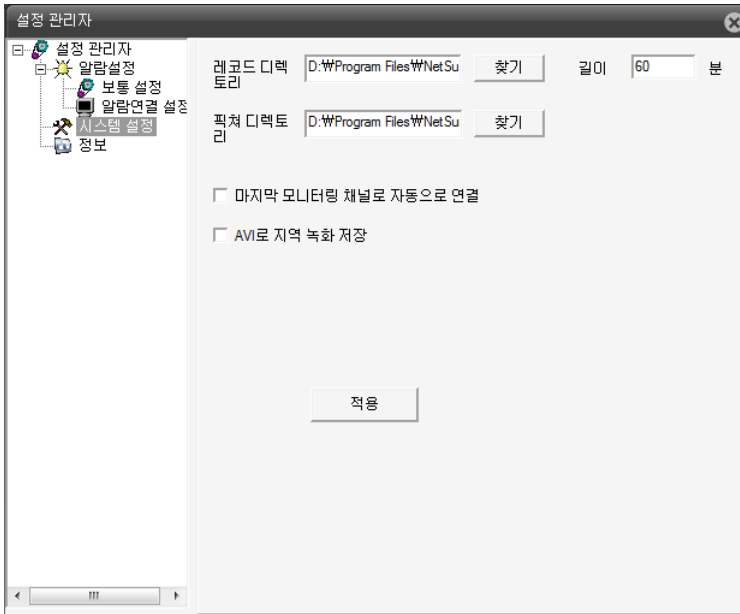 설정 관리자
설정 관리자
알람설정
보통 설정
알람연결 설정
시스템 설정
정보
레코드 디렉
토리
D:₩Program Files₩NetSu
찾기
길이
60
분
픽쳐 디렉토
리
D:₩Program Files₩NetSu
찾기
마지막 모니터링 채널로 자동으로 연결
AVI로 지역 녹화 저장
적용